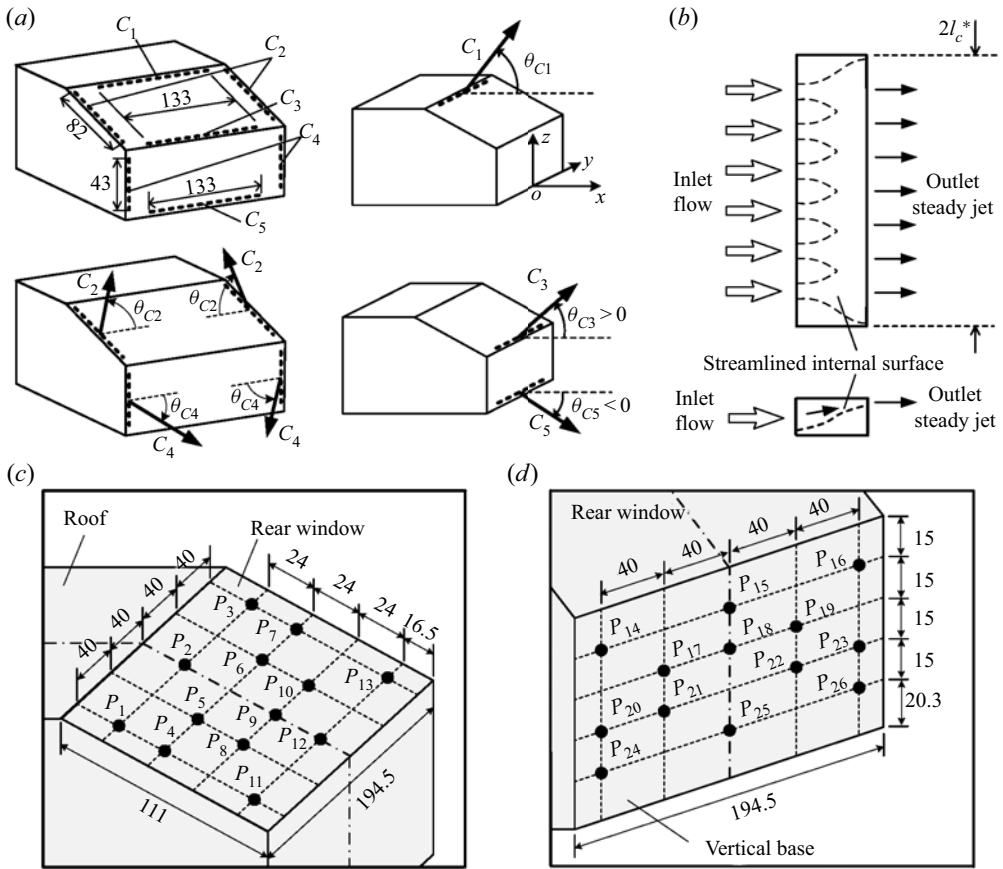 (a)
C1
C2
133
C3
C4
82
43
133
C5
C1
θC1
z
y
o
x
C2
C2
θC2
θC2
θC4
θC4
C4
C4
C3
θC3 > 0
θC5 < 0
C5
(b)
2lc*
Inlet
flow
Outlet
steady jet
Streamlined internal surface
Inlet
flow
Outlet
steady jet
(c)
Roof
Rear window
40
40
40
40
24
24
24
16.5
P3
P7
P2
P6
P13
P10
P1
P5
P9
P4
P8
P12
P11
111
194.5
(d)
Rear window
40
40
40
40
15
15
15
15
20.3
P16
P15
P14
P19
P18
P17
P23
P22
P21
P20
P26
P25
P24
194.5
Vertical base